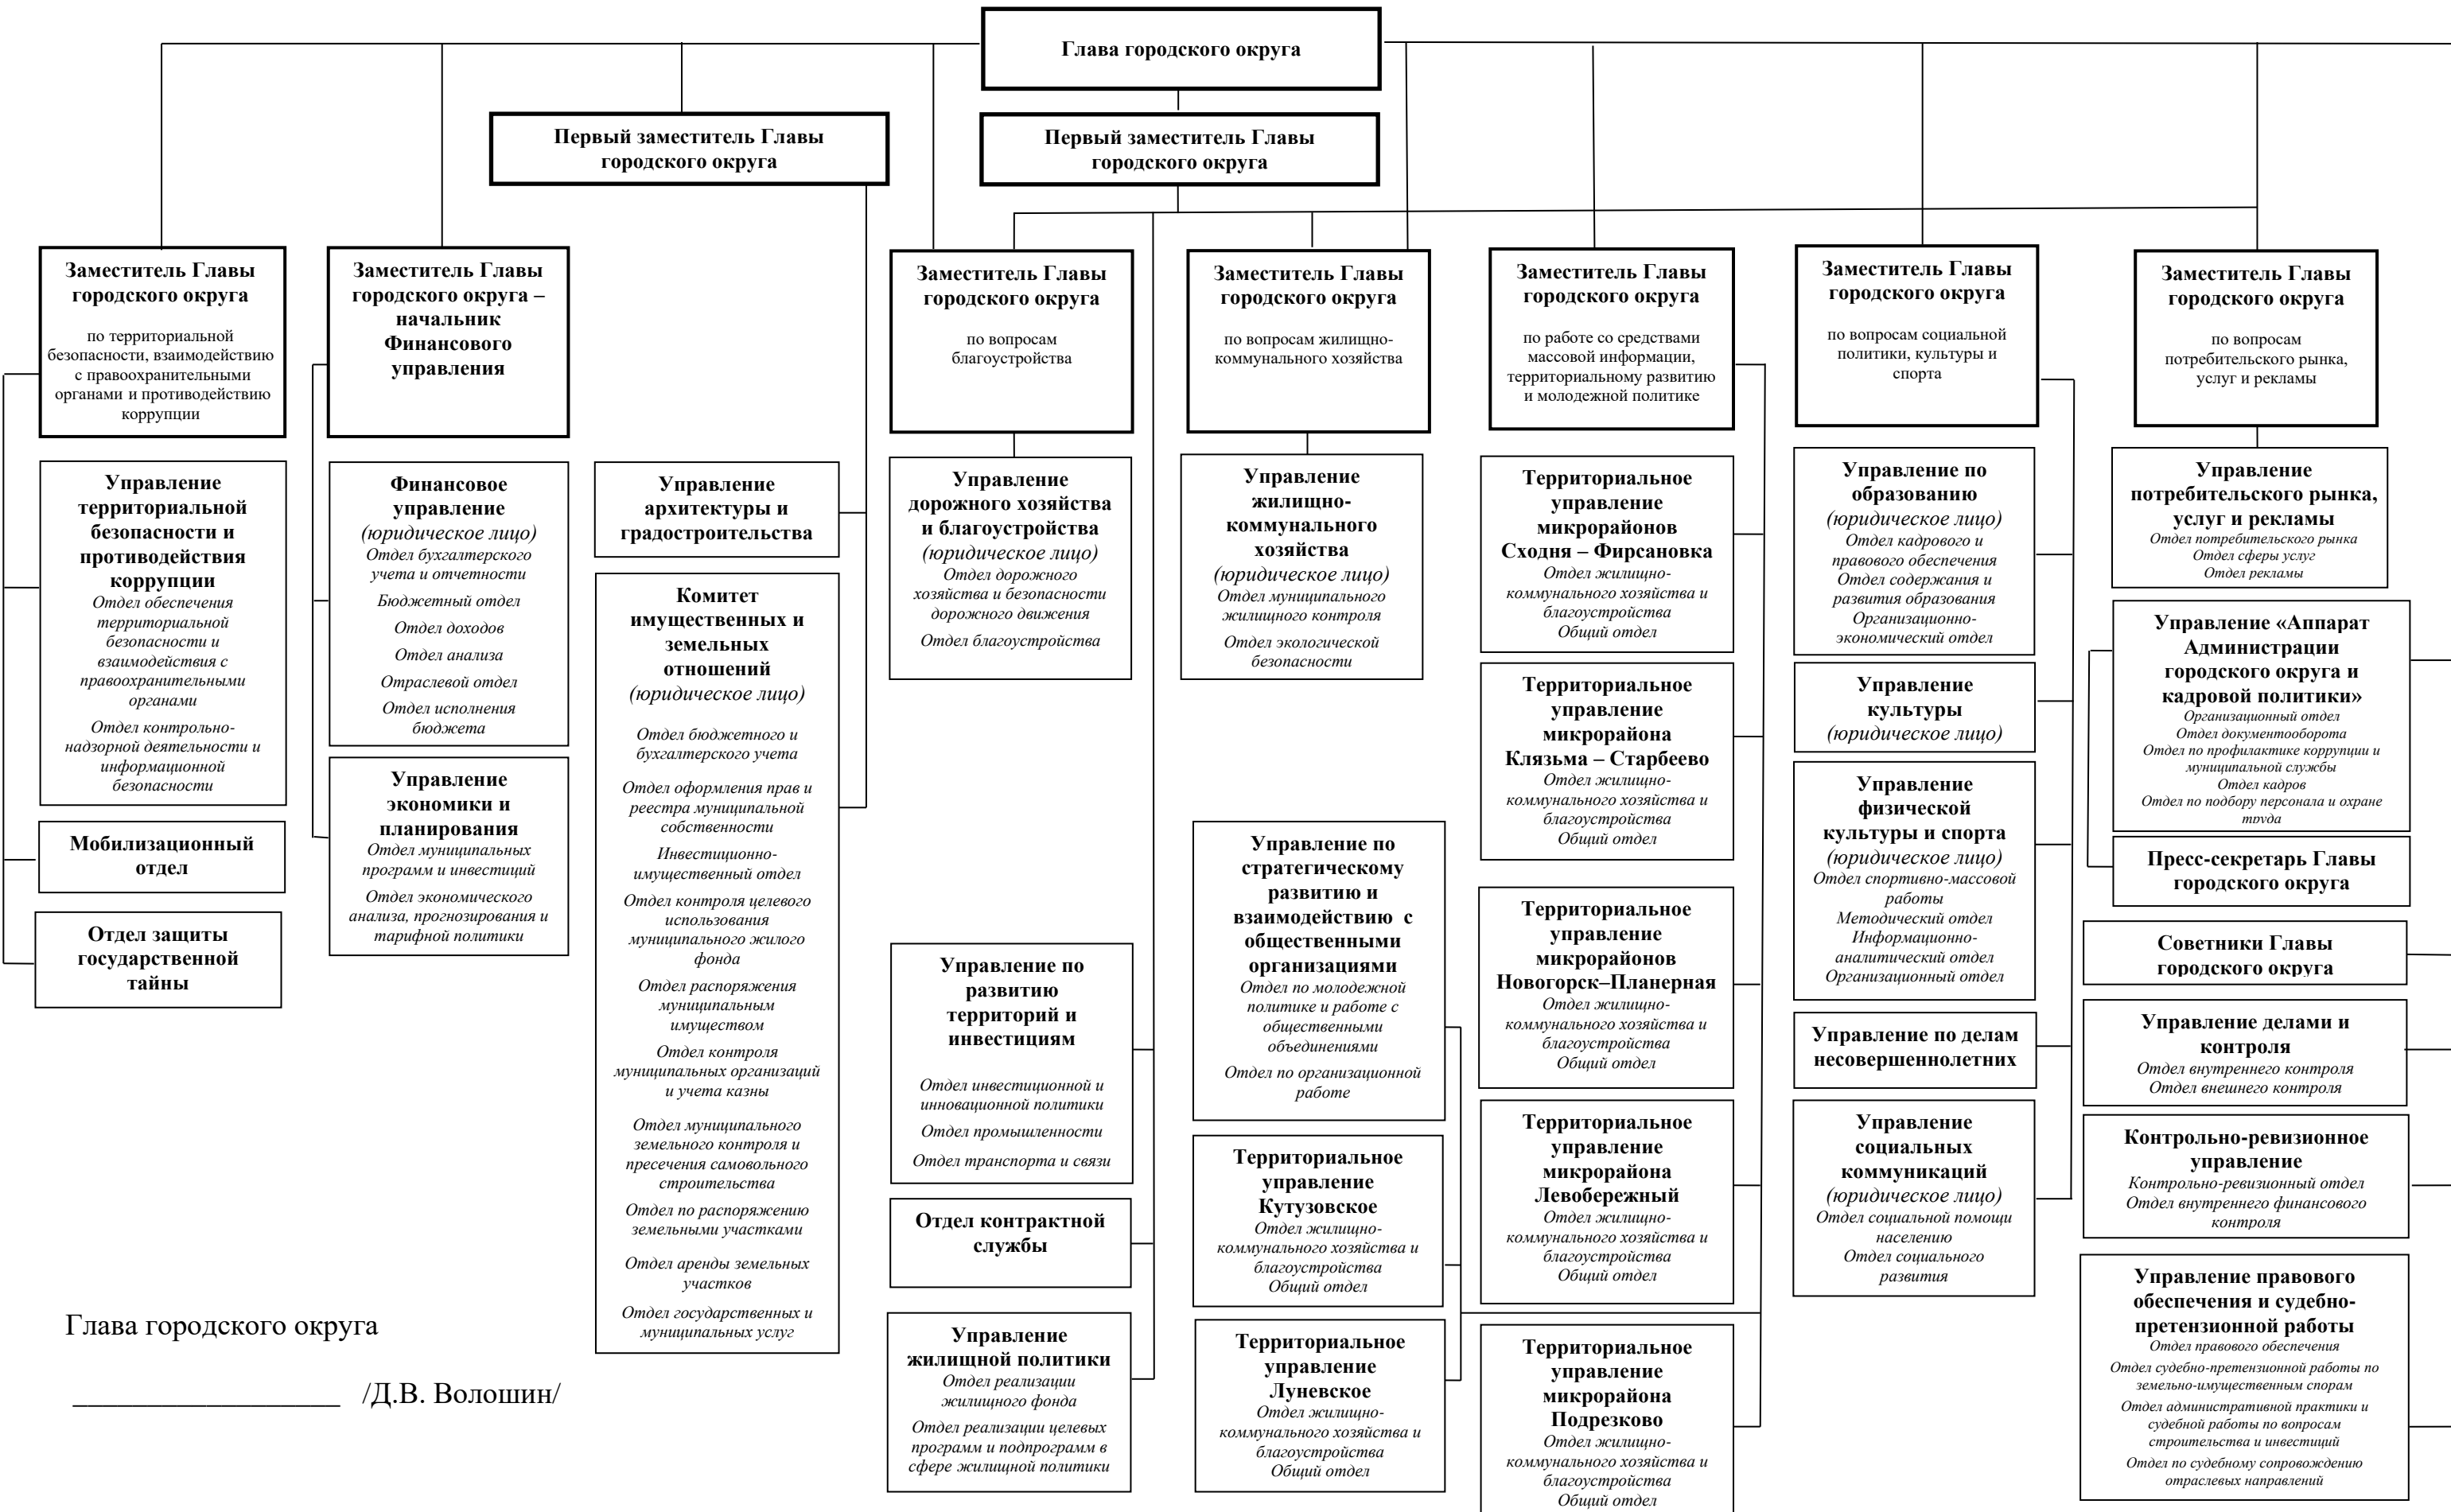 Глава городского округа
Первый заместитель Главы
городского округа
Первый заместитель Главы
городского округа
Заместитель Главы
городского округа
по территориальной
безопасности, взаимодействию
с правоохранительными
органами и противодействию
коррупции
Заместитель Главы
городского округа –
начальник
Финансового
управления
Заместитель Главы
городского округа
по вопросам
благоустройства
Заместитель Главы
городского округа
по вопросам жилищно-
коммунального хозяйства
Заместитель Главы
городского округа
по работе со средствами
массовой информации,
территориальному развитию
и молодежной политике
Заместитель Главы
городского округа
по вопросам социальной
политики, культуры и
спорта
Заместитель Главы
городского округа
по вопросам
потребительского рынка,
услуг и рекламы
Управление
территориальной
безопасности и
противодействия
коррупции
Отдел обеспечения
территориальной
безопасности и
взаимодействия с
правоохранительными
органами
Отдел контрольно-
надзорной деятельности и
информационной
безопасности
Мобилизационный
отдел
Отдел защиты
государственной
тайны
Финансовое
управление
(юридическое лицо)
Отдел бухгалтерского
учета и отчетности
Бюджетный отдел
Отдел доходов
Отдел анализа
Отраслевой отдел
Отдел исполнения
бюджета
Управление
экономики и
планирования
Отдел муниципальных
программ и инвестиций
Отдел экономического
анализа, прогнозирования и
тарифной политики
Управление
архитектуры и
градостроительства
Комитет
имущественных и
земельных
отношений
(юридическое лицо)
Отдел бюджетного и
бухгалтерского учета
Отдел оформления прав и
реестра муниципальной
собственности
Инвестиционно-
имущественный отдел
Отдел контроля целевого
использования
муниципального жилого
фонда
Отдел распоряжения
муниципальным
имуществом
Отдел контроля
муниципальных организаций
и учета казны
Отдел муниципального
земельного контроля и
пресечения самовольного
строительства
Отдел по распоряжению
земельными участками
Отдел аренды земельных
участков
Отдел государственных и
муниципальных услуг
Управление
дорожного хозяйства
и благоустройства
(юридическое лицо)
Отдел дорожного
хозяйства и безопасности
дорожного движения
Отдел благоустройства
Управление по
развитию
территорий и
инвестициям
Отдел инвестиционной и
инновационной политики
Отдел промышленности
Отдел транспорта и связи
Отдел контрактной
службы
Управление
жилищной политики
Отдел реализации
жилищного фонда
Отдел реализации целевых
программ и подпрограмм в
сфере жилищной политики
Управление
жилищно-
коммунального
хозяйства
(юридическое лицо)
Отдел муниципального
жилищного контроля
Отдел экологической
безопасности
Управление по
стратегическому
развитию и
взаимодействию с
общественными
организациями
Отдел по молодежной
политике и работе с
общественными
объединениями
Отдел по организационной
работе
Территориальное
управление
Кутузовское
Отдел жилищно-
коммунального хозяйства и
благоустройства
Общий отдел
Территориальное
управление
Луневское
Отдел жилищно-
коммунального хозяйства и
благоустройства
Общий отдел
Территориальное
управление
микрорайонов
Сходня – Фирсановка
Отдел жилищно-
коммунального хозяйства и
благоустройства
Общий отдел
Территориальное
управление
микрорайона
Клязьма – Старбеево
Отдел жилищно-
коммунального хозяйства и
благоустройства
Общий отдел
Территориальное
управление
микрорайонов
Новогорск–Планерная
Отдел жилищно-
коммунального хозяйства и
благоустройства
Общий отдел
Территориальное
управление
микрорайона
Левобережный
Отдел жилищно-
коммунального хозяйства и
благоустройства
Общий отдел
Территориальное
управление
микрорайона
Подрезково
Отдел жилищно-
коммунального хозяйства и
благоустройства
Общий отдел
Управление по
образованию
(юридическое лицо)
Отдел кадрового и
правового обеспечения
Отдел содержания и
развития образования
Организационно-
экономический отдел
Управление
культуры
(юридическое лицо)
Управление
физической
культуры и спорта
(юридическое лицо)
Отдел спортивно-массовой
работы
Методический отдел
Информационно-
аналитический отдел
Организационный отдел
Управление по делам
несовершеннолетних
Управление
социальных
коммуникаций
(юридическое лицо)
Отдел социальной помощи
населению
Отдел социального
развития
Управление
потребительского рынка,
услуг и рекламы
Отдел потребительского рынка
Отдел сферы услуг
Отдел рекламы
Управление «Аппарат
Администрации
городского округа и
кадровой политики»
Организационный отдел
Отдел документооборота
Отдел по профилактике коррупции и
муниципальной службы
Отдел кадров
Отдел по подбору персонала и охране
труда
Пресс-секретарь Главы
городского округа
Советники Главы
городского округа
Управление делами и
контроля
Отдел внутреннего контроля
Отдел внешнего контроля
Контрольно-ревизионное
управление
Контрольно-ревизионный отдел
Отдел внутреннего финансового
контроля
Управление правового
обеспечения и судебно-
претензионной работы
Отдел правового обеспечения
Отдел судебно-претензионной работы по
земельно-имущественным спорам
Отдел административной практики и
судебной работы по вопросам
строительства и инвестиций
Отдел по судебному сопровождению
отраслевых направлений
Глава городского округа
___________________ /Д.В. Волошин/